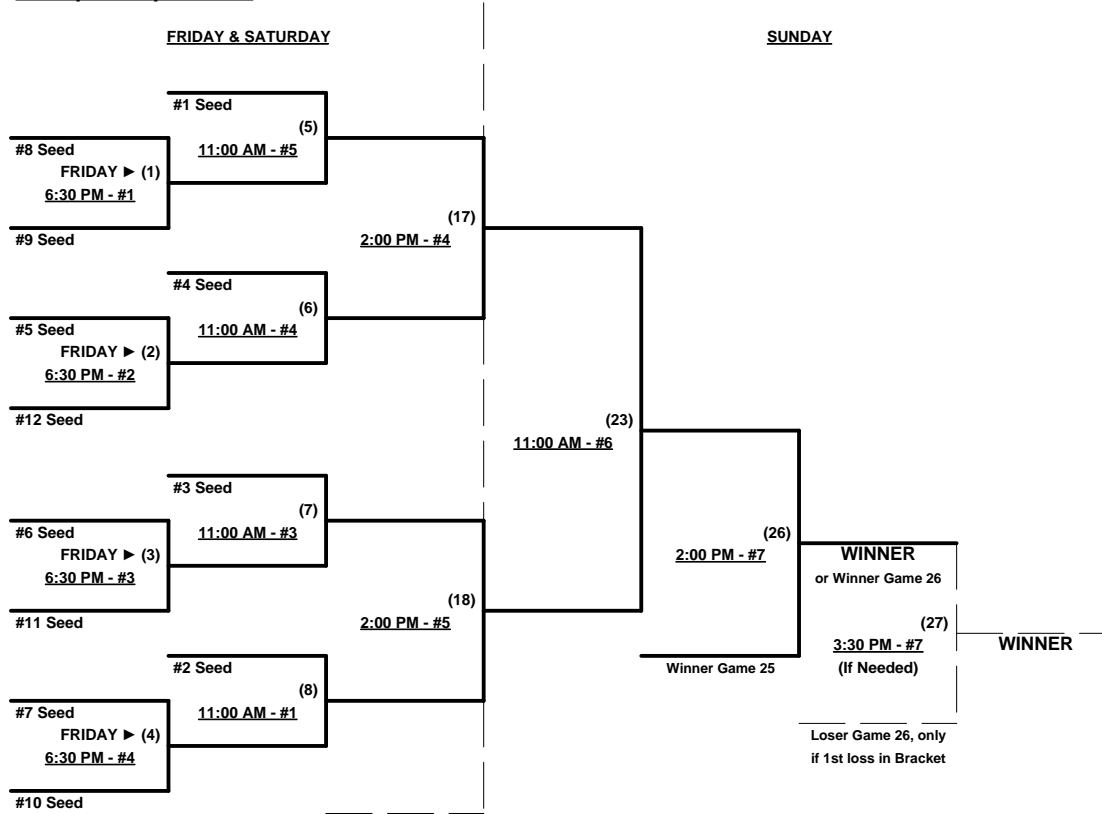 FRIDAY & SATURDAY
SUNDAY
#1 Seed
(5)
11:00 AM - #5
#8 Seed
FRIDAY ► (1)
6:30 PM - #1
#9 Seed
(17)
2:00 PM - #4
#4 Seed
(6)
11:00 AM - #4
#5 Seed
FRIDAY ► (2)
6:30 PM - #2
#12 Seed
(23)
11:00 AM - #6
#3 Seed
(7)
11:00 AM - #3
#6 Seed
FRIDAY ► (3)
6:30 PM - #3
#11 Seed
(18)
2:00 PM - #5
#2 Seed
(8)
11:00 AM - #1
#7 Seed
FRIDAY ► (4)
6:30 PM - #4
#10 Seed
(26)
2:00 PM - #7
Winner Game 25
WINNER
or Winner Game 26
(27)
3:30 PM - #7
(If Needed)
WINNER
Loser Game 26, only
if 1st loss in Bracket